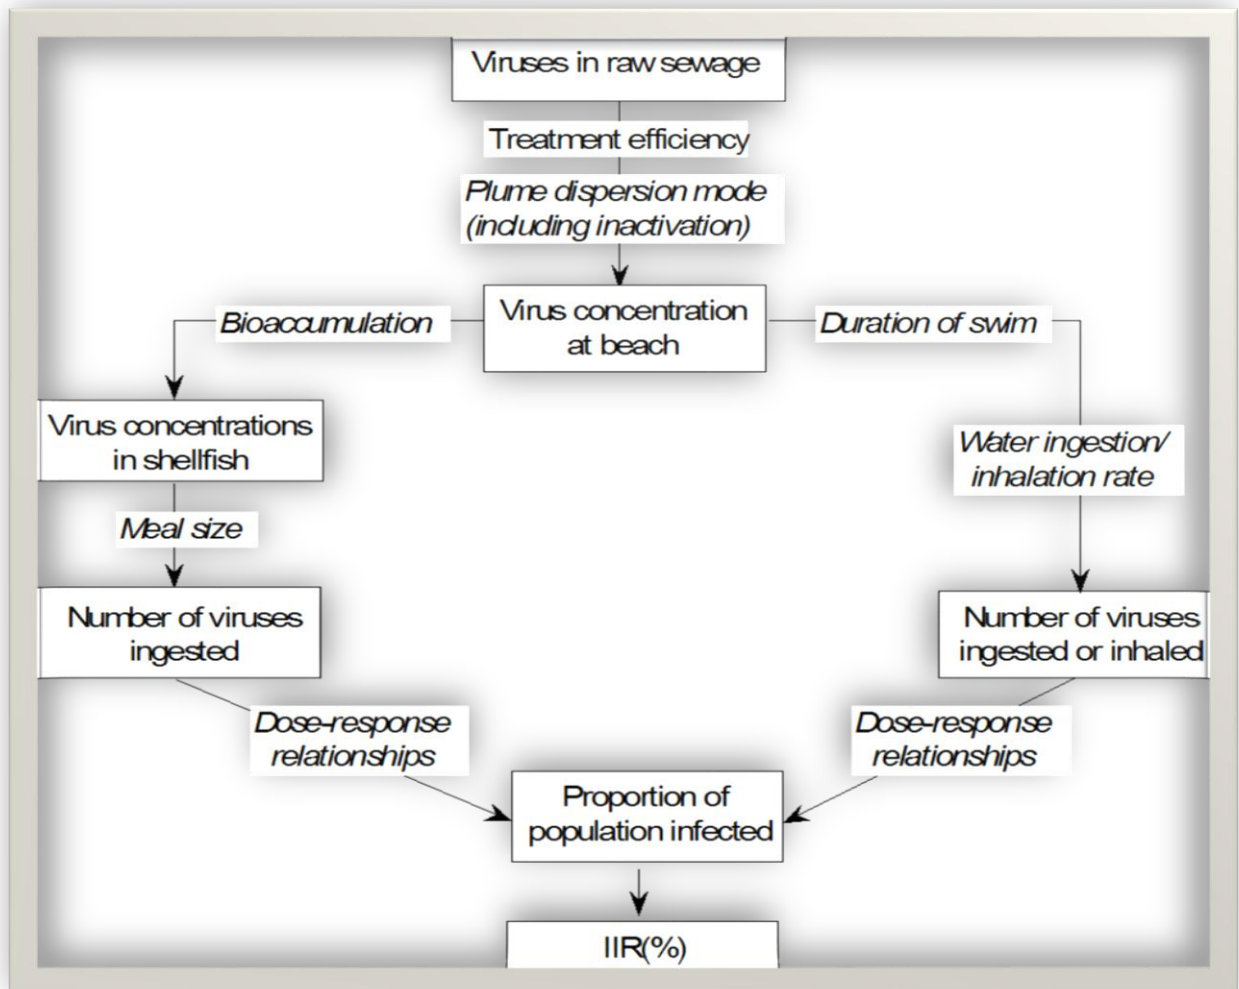 Viruses in raw sewage
Treatment efficiency
Plume dispersion mode
(including inactivation)
Virus concentration
at beach
Bioaccumulation
Duration of swim
Virus concentrations
in shellfish
Water ingestion/
inhalation rate
Meal size
Number of viruses
ingested
Number of viruses
ingested or inhaled
Dose-response
relationships
Dose-response
relationships
Proportion of
population infected
IIR(%)